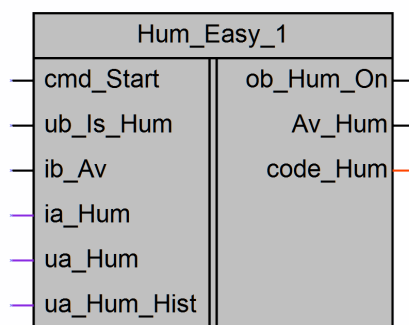 Hum_Easy_1
cmd_Start
ob_Hum_On
ub_Is_Hum
Av_Hum
ib_Av
code_Hum
ia_Hum
ua_Hum
ua_Hum_Hist